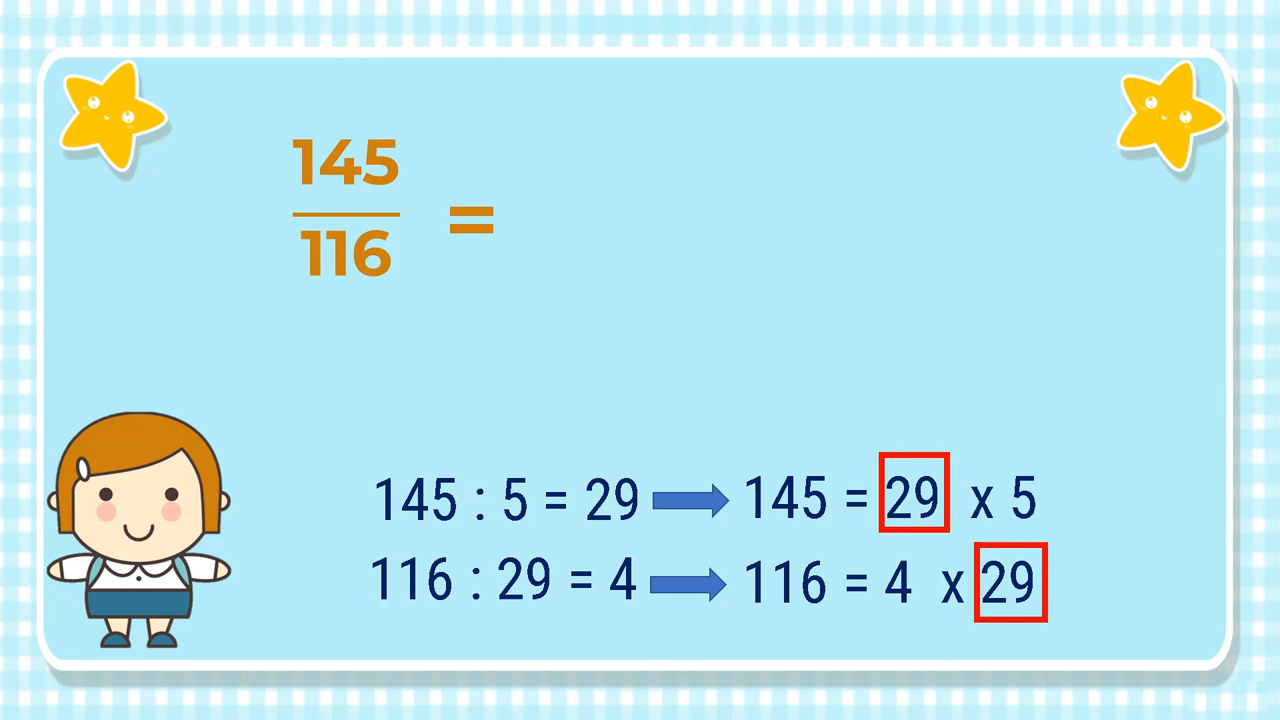 145
116
=
145 : 5 = 29 145 = 29 x 5
116 : 29 = 4 116 = 4 x 29